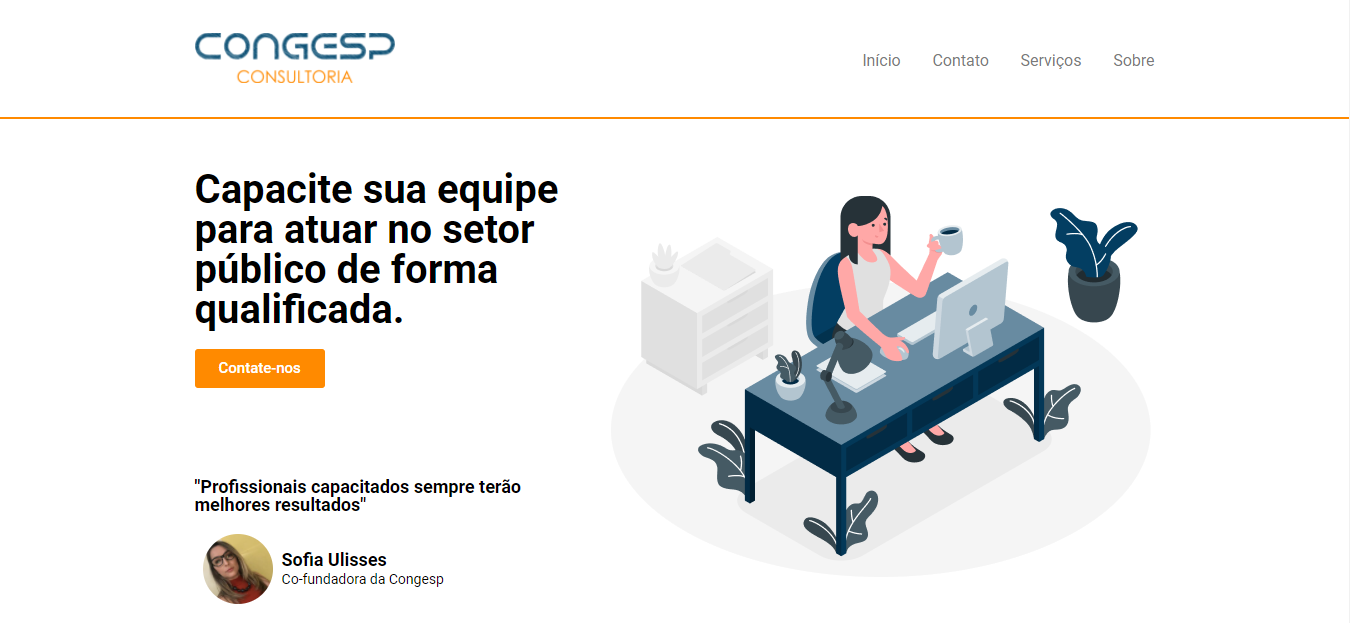 CONGESP
CONSULTORIA
Início
Contato
Serviços
Sobre
Capacite sua equipe
para atuar no setor
público de forma
qualificada.
Contate-nos
"Profissionais capacitados sempre terão
melhores resultados"
Sofia Ulisses
Co-fundadora da Congesp